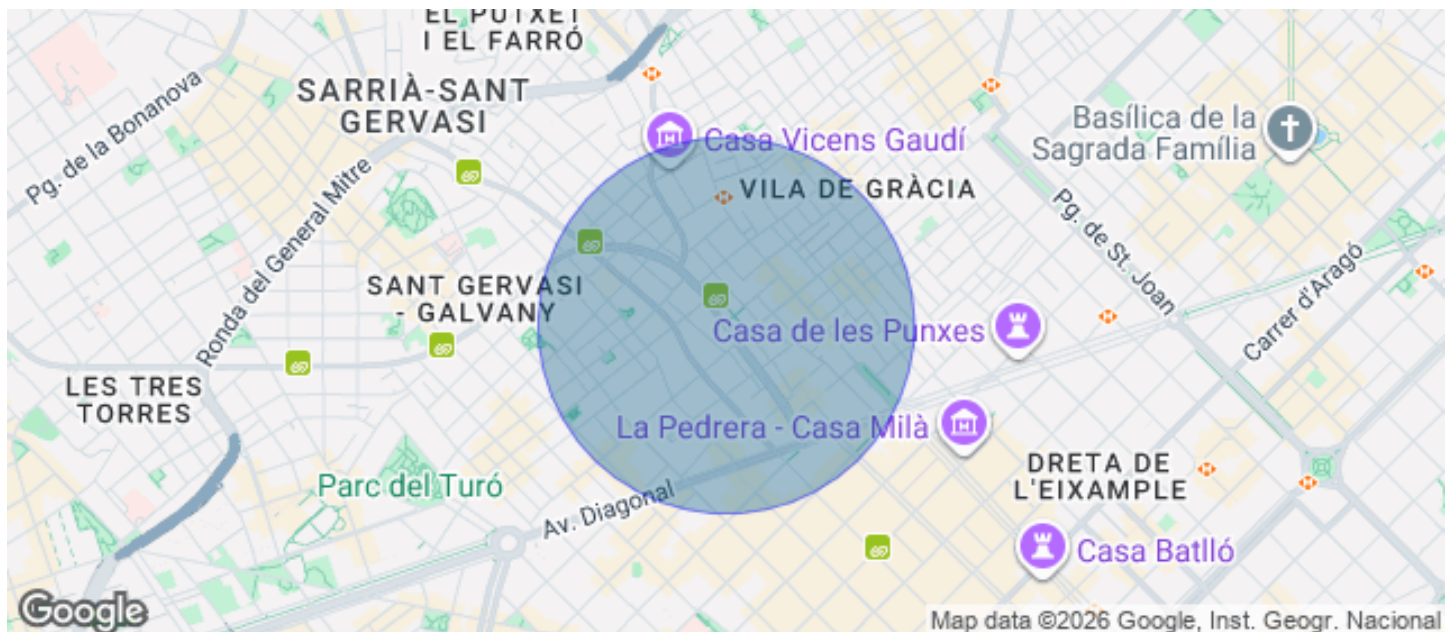 EL PUTXET
I EL FARRÓ
SARRIÀ-SANT
GERVASI
Pg. de la Bonanova
Casa Vicens Gaudí
Basílica de la
Sagrada Família
VILA DE GRÀCIA
Ronda del General Mitre
Pg. de St. Joan
SANT GERVASI
- GALVANY
Carrer d'Aragó
Casa de les Punxes
LES TRES
TORRES
La Pedrera - Casa Milà
DRETA DE
L'EIXAMPLE
Parc del Turó
Av. Diagonal
Casa Batlló
Google
Map data ©2026 Google, Inst. Geogr. Nacional